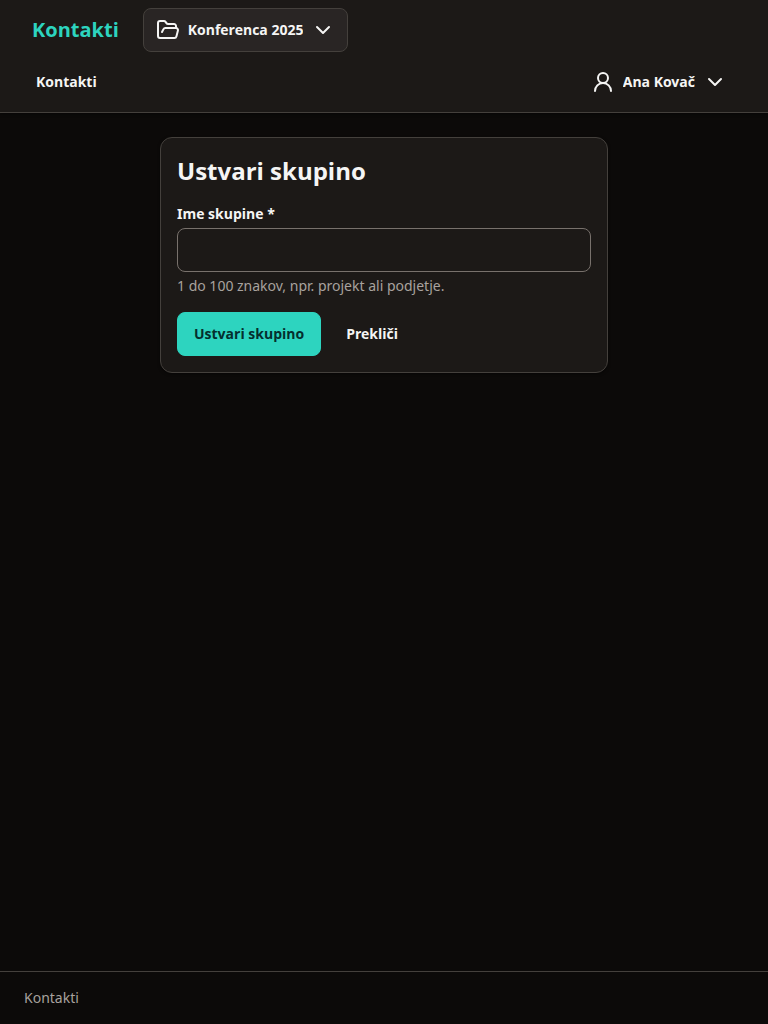 Kontakti
Konferenca 2025
Kontakti
Ana Kovač
Ustvari skupino
Ime skupine *
1 do 100 znakov, npr. projekt ali podjetje.
Ustvari skupino
Prekliči
Kontakti